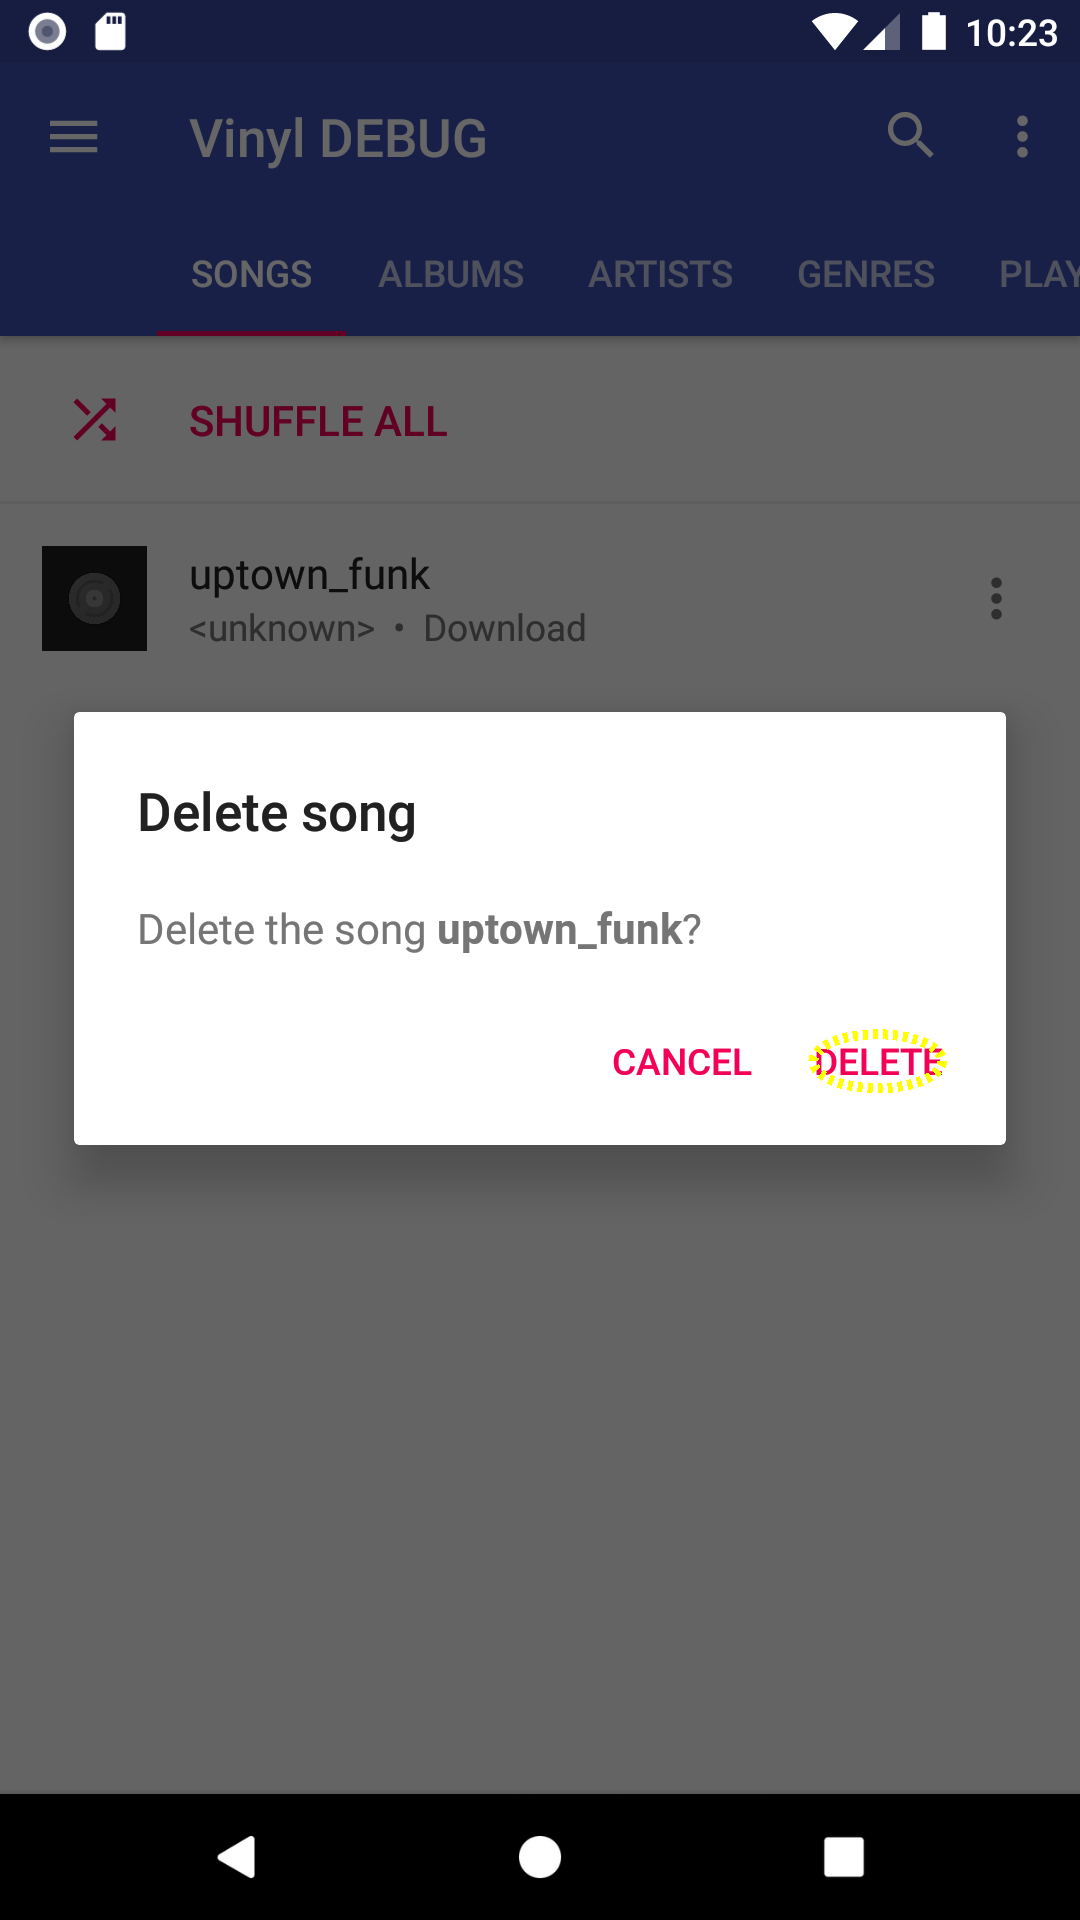 10:23
Vinyl DEBUG
SONGS ALBUMS ARTISTS GENRES PLAY
SHUFFLE ALL
uptown_funk
<unknown> • Download
Delete song
Delete the song uptown_funk?
CANCEL DELETE